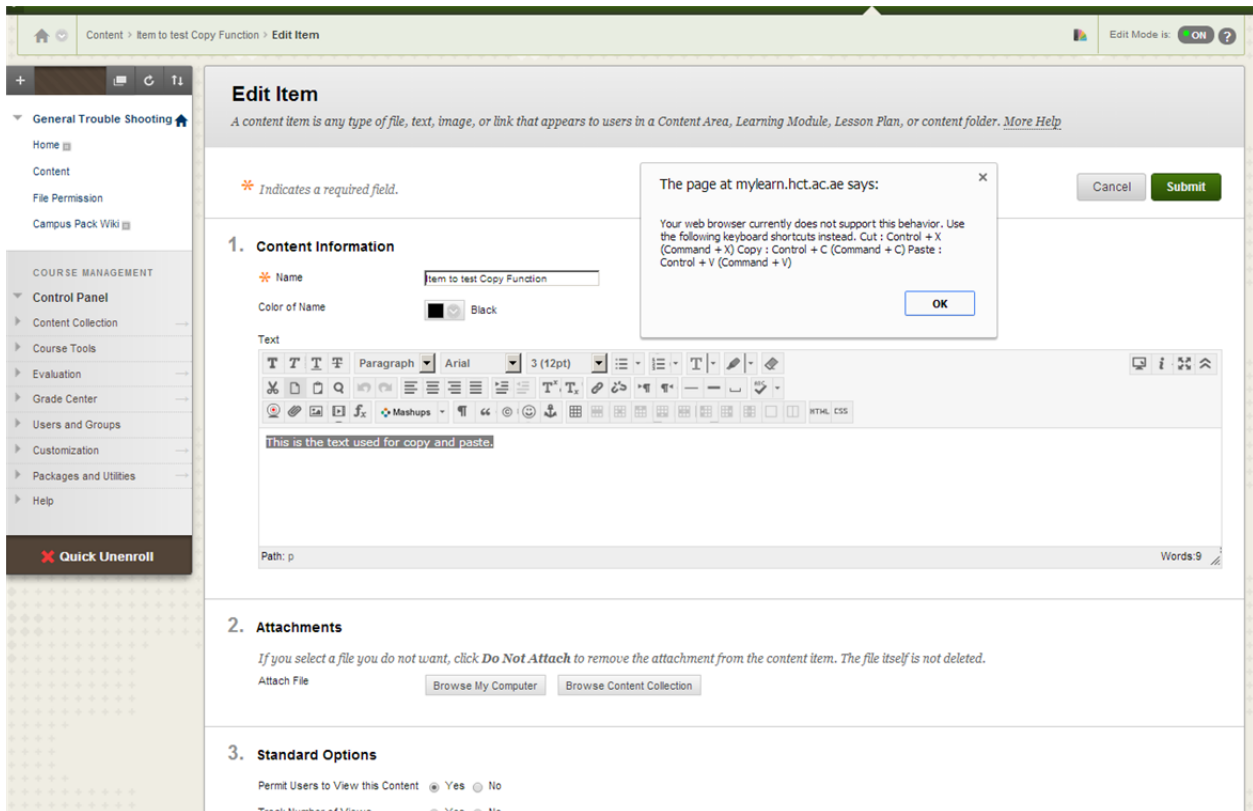 Content > Item to test Copy Function > Edit Item
Edit Mode is: ON ?
General Trouble Shooting
Home
Content
File Permission
Campus Pack Wiki
COURSE MANAGEMENT
Control Panel
Content Collection
Course Tools
Evaluation
Grade Center
Users and Groups
Customization
Packages and Utilities
Help
Quick Unenroll
Edit Item
A content item is any type of file, text, image, or link that appears to users in a Content Area, Learning Module, Lesson Plan, or content folder. More Help
Indicates a required field.
Cancel Submit
The page at mylearn.hct.ac.ae says:
Your web browser currently does not support this behavior. Use
the following keyboard shortcuts instead. Cut : Control + X
(Command + X) Copy : Control + C (Command + C) Paste :
Control + V (Command + V)
OK
1. Content Information
Name Item to test Copy Function
Color of Name Black
Text
T T T T Paragraph Arial 3 (12pt)
Mashups HTML CSS
This is the text used for copy and paste.
Path: p Words:9
2. Attachments
If you select a file you do not want, click Do Not Attach to remove the attachment from the content item. The file itself is not deleted.
Attach File Browse My Computer Browse Content Collection
3. Standard Options
Permit Users to View this Content Yes No